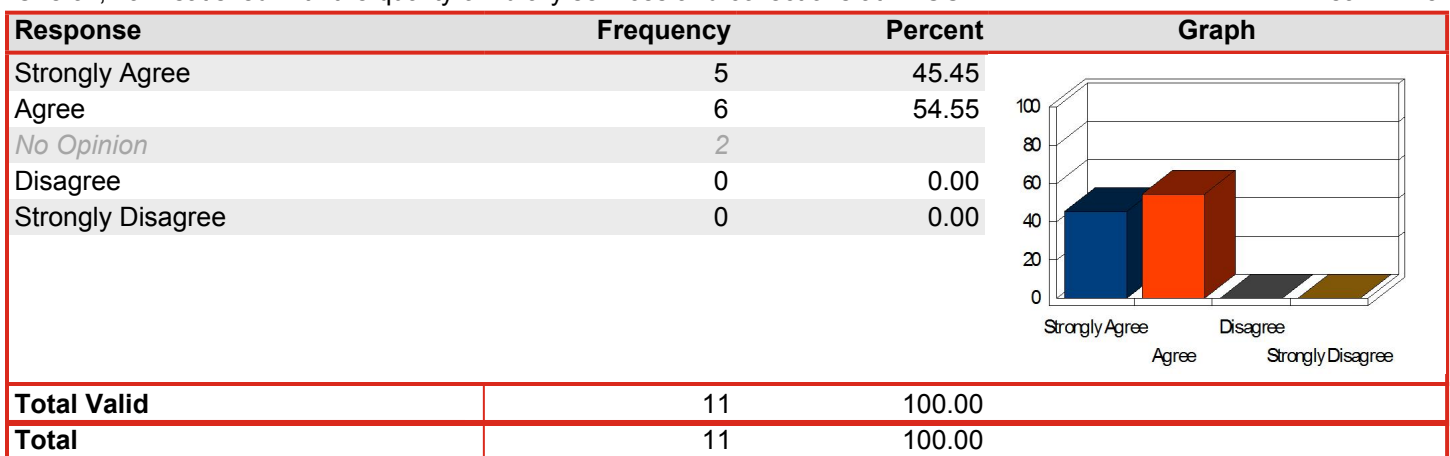 Response Frequency Percent Graph
Strongly Agree 5 45.45
Agree 6 54.55
No Opinion 2
Disagree 0 0.00
Strongly Disagree 0 0.00
100
80
60
40
20
0
Strongly Agree Disagree
Agree Strongly Disagree
Total Valid 11 100.00
Total 11 100.00